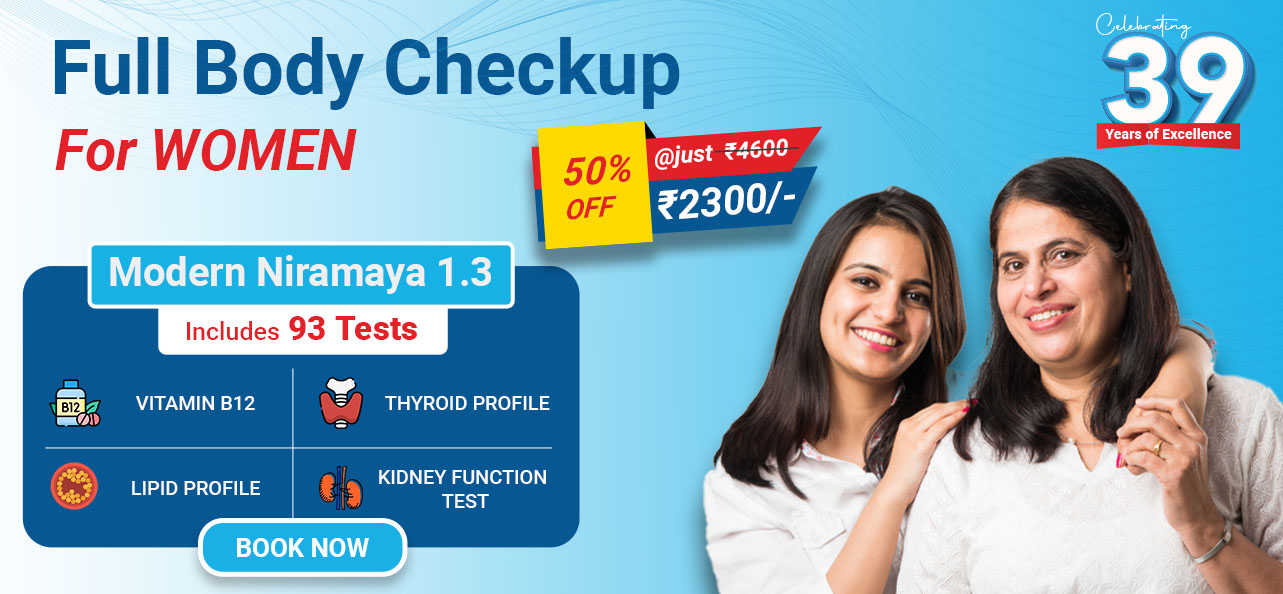 Celebrating
39
Years of Excellence
Full Body Checkup
For WOMEN
50%
OFF
@just ₹4600
₹2300/-
Modern Niramaya 1.3
Includes 93 Tests
B12
VITAMIN B12
THYROID PROFILE
LIPID PROFILE
KIDNEY FUNCTION
TEST
BOOK NOW